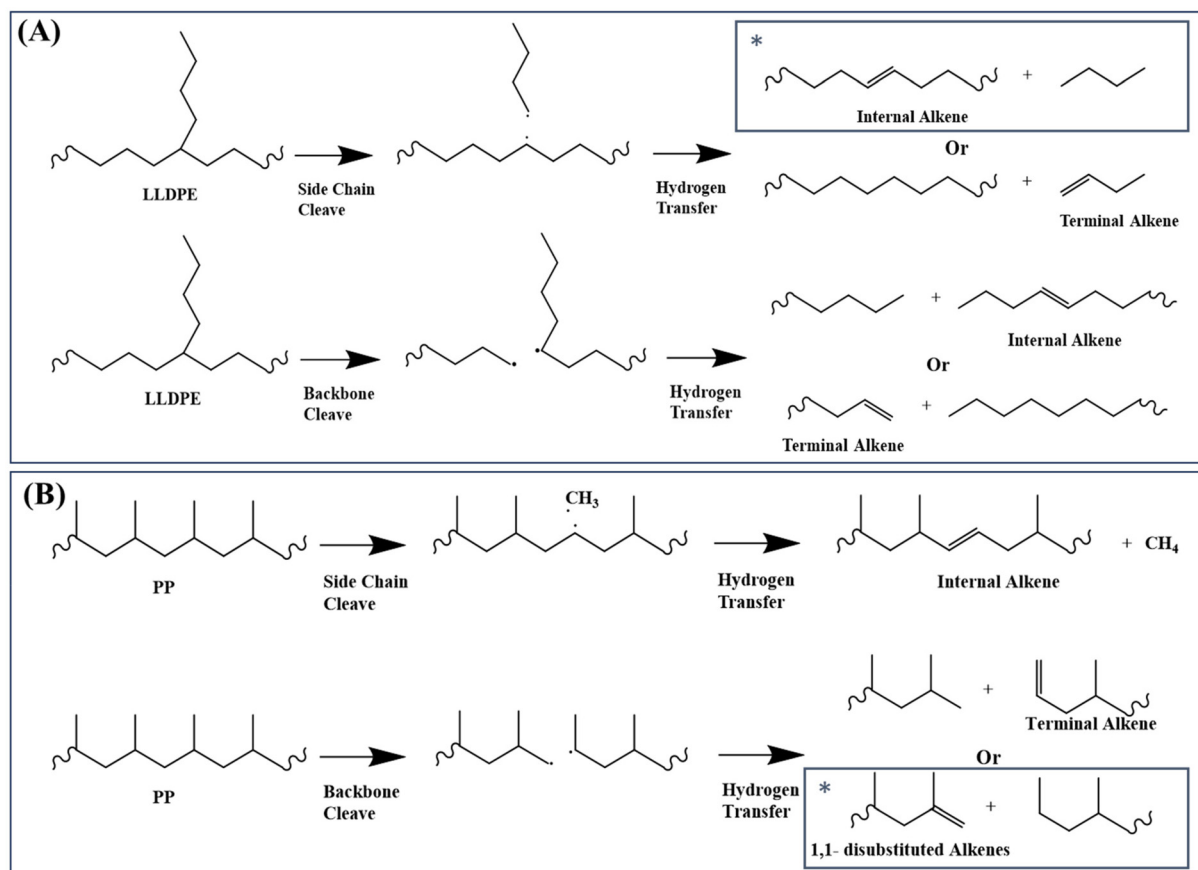 (A)
*
+
Internal Alkene
LLDPE
Side Chain
Cleave
Hydrogen
Transfer
Or
+
Terminal Alkene
LLDPE
Backbone
Cleave
Hydrogen
Transfer
+
Internal Alkene
Or
+
Terminal Alkene
(B)
PP
Side Chain
Cleave
CH3
Hydrogen
Transfer
Internal Alkene
+ CH4
PP
Backbone
Cleave
Hydrogen
Transfer
+
Terminal Alkene
Or
*
+
1,1- disubstituted Alkenes